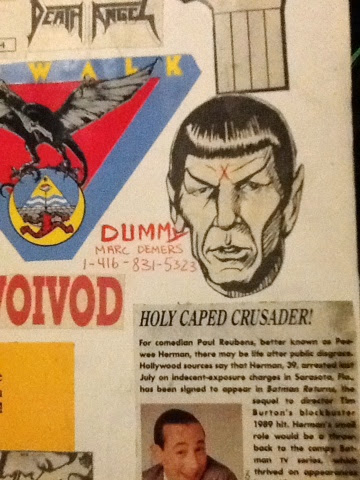 DEATH ANGEL
WALK
DUMMY
MARC DEMERS
1-416-831-5323
VOIVOD
HOLY CAPED CRUSADER!
For comedian Paul Reubens, better known as Pee-
wee Herman, there may be life after public disgrace.
Hollywood sources say that Herman, 39, arrested last
July on indecent-exposure charges in Sarasota, Fla.,
has been signed to appear in Batman Returns, the
sequel to director Tim
Burton's blockbuster
1989 hit. Herman's small
role would be a throw-
back to the campy Bat-
man TV series, which
thrived on appearances